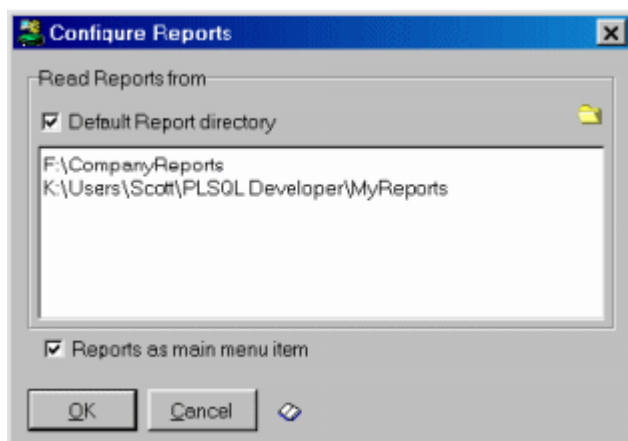 Configure Reports
Read Reports from
Default Report directory
F:\CompanyReports
K:\Users\Scott\PLSQL Developer\MyReports
Reports as main menu item
OK Cancel